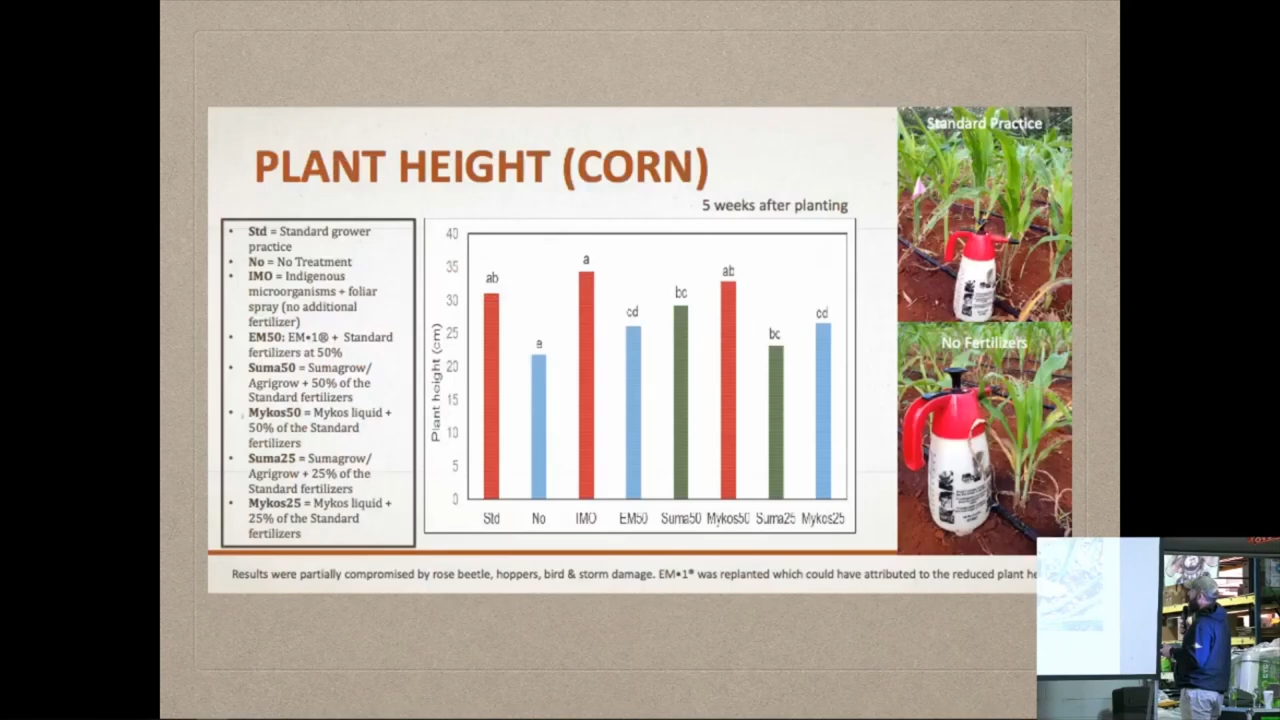 PLANT HEIGHT (CORN)
5 weeks after planting
• Std = Standard grower
practice
• No = No Treatment
• IMO = Indigenous
microorganisms + foliar
spray (no additional
fertilizer)
• EM50: EM•1® + Standard
fertilizers at 50%
• Suma50 = Sumagrow/
Agrigrow + 50% of the
Standard fertilizers
• Mykos50 = Mykos liquid +
50% of the Standard
fertilizers
• Suma25 = Sumagrow/
Agrigrow + 25% of the
Standard fertilizers
• Mykos25 = Mykos liquid +
25% of the Standard
fertilizers
Plant height (cm)
40
35
30
25
20
15
10
5
0
ab
e
a
cd
bc
ab
bc
cd
Std No IMO EM50 Suma50 Mykos50 Suma25 Mykos25
Standard Practice
No Fertilizers
Results were partially compromised by rose beetle, hoppers, bird & storm damage. EM•1® was replanted which could have attributed to the reduced plant he